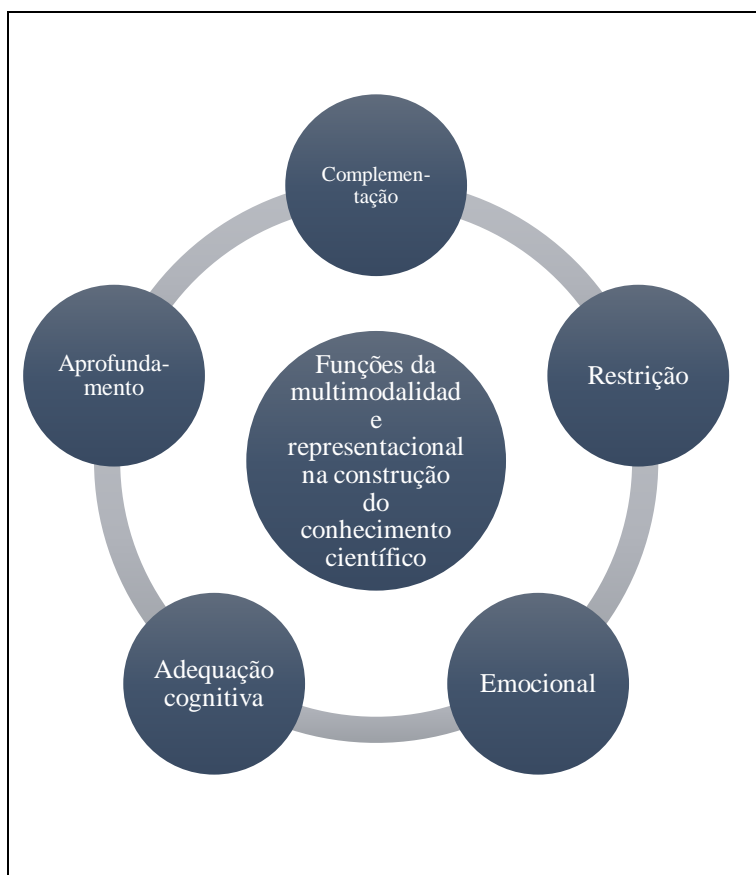 Complemen-
tação
Aprofunda-
mento
Restrição
Funções da
multimodalidad
e
representacional
na construção
do
conhecimento
científico
Adequação
cognitiva
Emocional